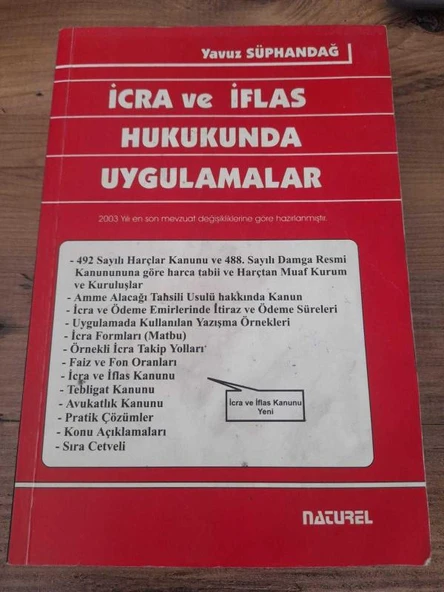 Yavuz SÜPHANDAĞ
İCRA ve İFLAS
HUKUKUNDA
UYGULAMALAR
2003 Yılı en son mevzuat değişikliklerine göre hazırlanmıştır.
- 492 Sayılı Harçlar Kanunu ve 488. Sayılı Damga Resmi
Kanunununa göre harca tabii ve Harçtan Muaf Kurum
ve Kuruluşlar
- Amme Alacağı Tahsili Usulü hakkında Kanun
- İcra ve Ödeme Emirlerinde İtiraz ve Ödeme Süreleri
- Uygulamada Kullanılan Yazışma Örnekleri
- İcra Formları (Matbu)
- Örnekli İcra Takip Yolları
- Faiz ve Fon Oranları
- İcra ve İflas Kanunu
- Tebligat Kanunu
- Avukatlık Kanunu
- Pratik Çözümler
- Konu Açıklamaları
- Sıra Cetveli
İcra ve İflas Kanunu
Yeni
NATUREL